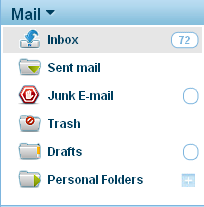 Mail
Inbox 72
Sent mail
Junk E-mail
Trash
Drafts
Personal Folders